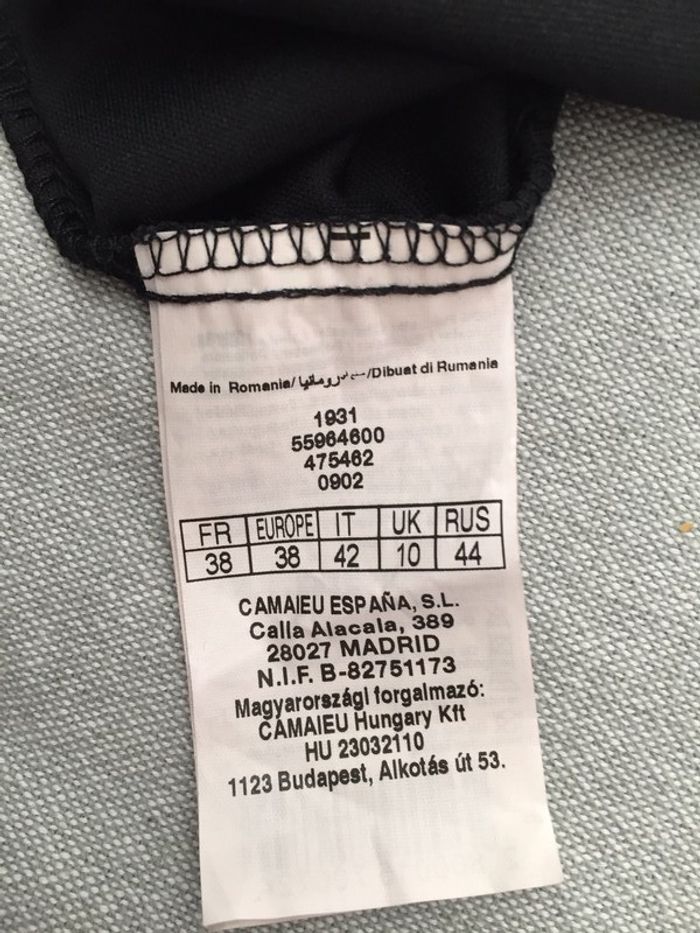 Made in Romania/ صنع في رومانيا /Dibuat di Rumania
1931
55964600
475462
0902
FR EUROPE IT UK RUS
38 38 42 10 44
CAMAIEU ESPAÑA, S.L.
Calla Alacala, 389
28027 MADRID
N.I.F. B-82751173
Magyarországi forgalmazó:
CAMAIEU Hungary Kft
HU 23032110
1123 Budapest, Alkotás út 53.